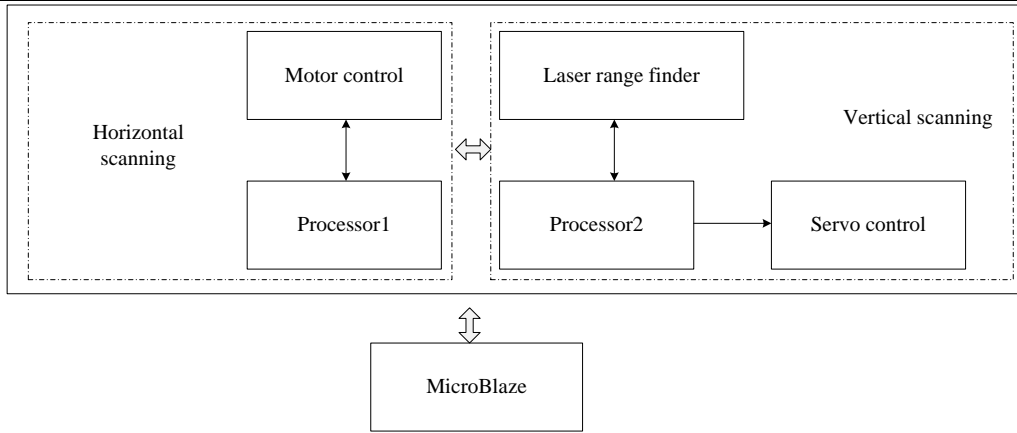 Motor control
Laser range finder
Horizontal
scanning
Vertical scanning
Processor1
Processor2
Servo control
MicroBlaze